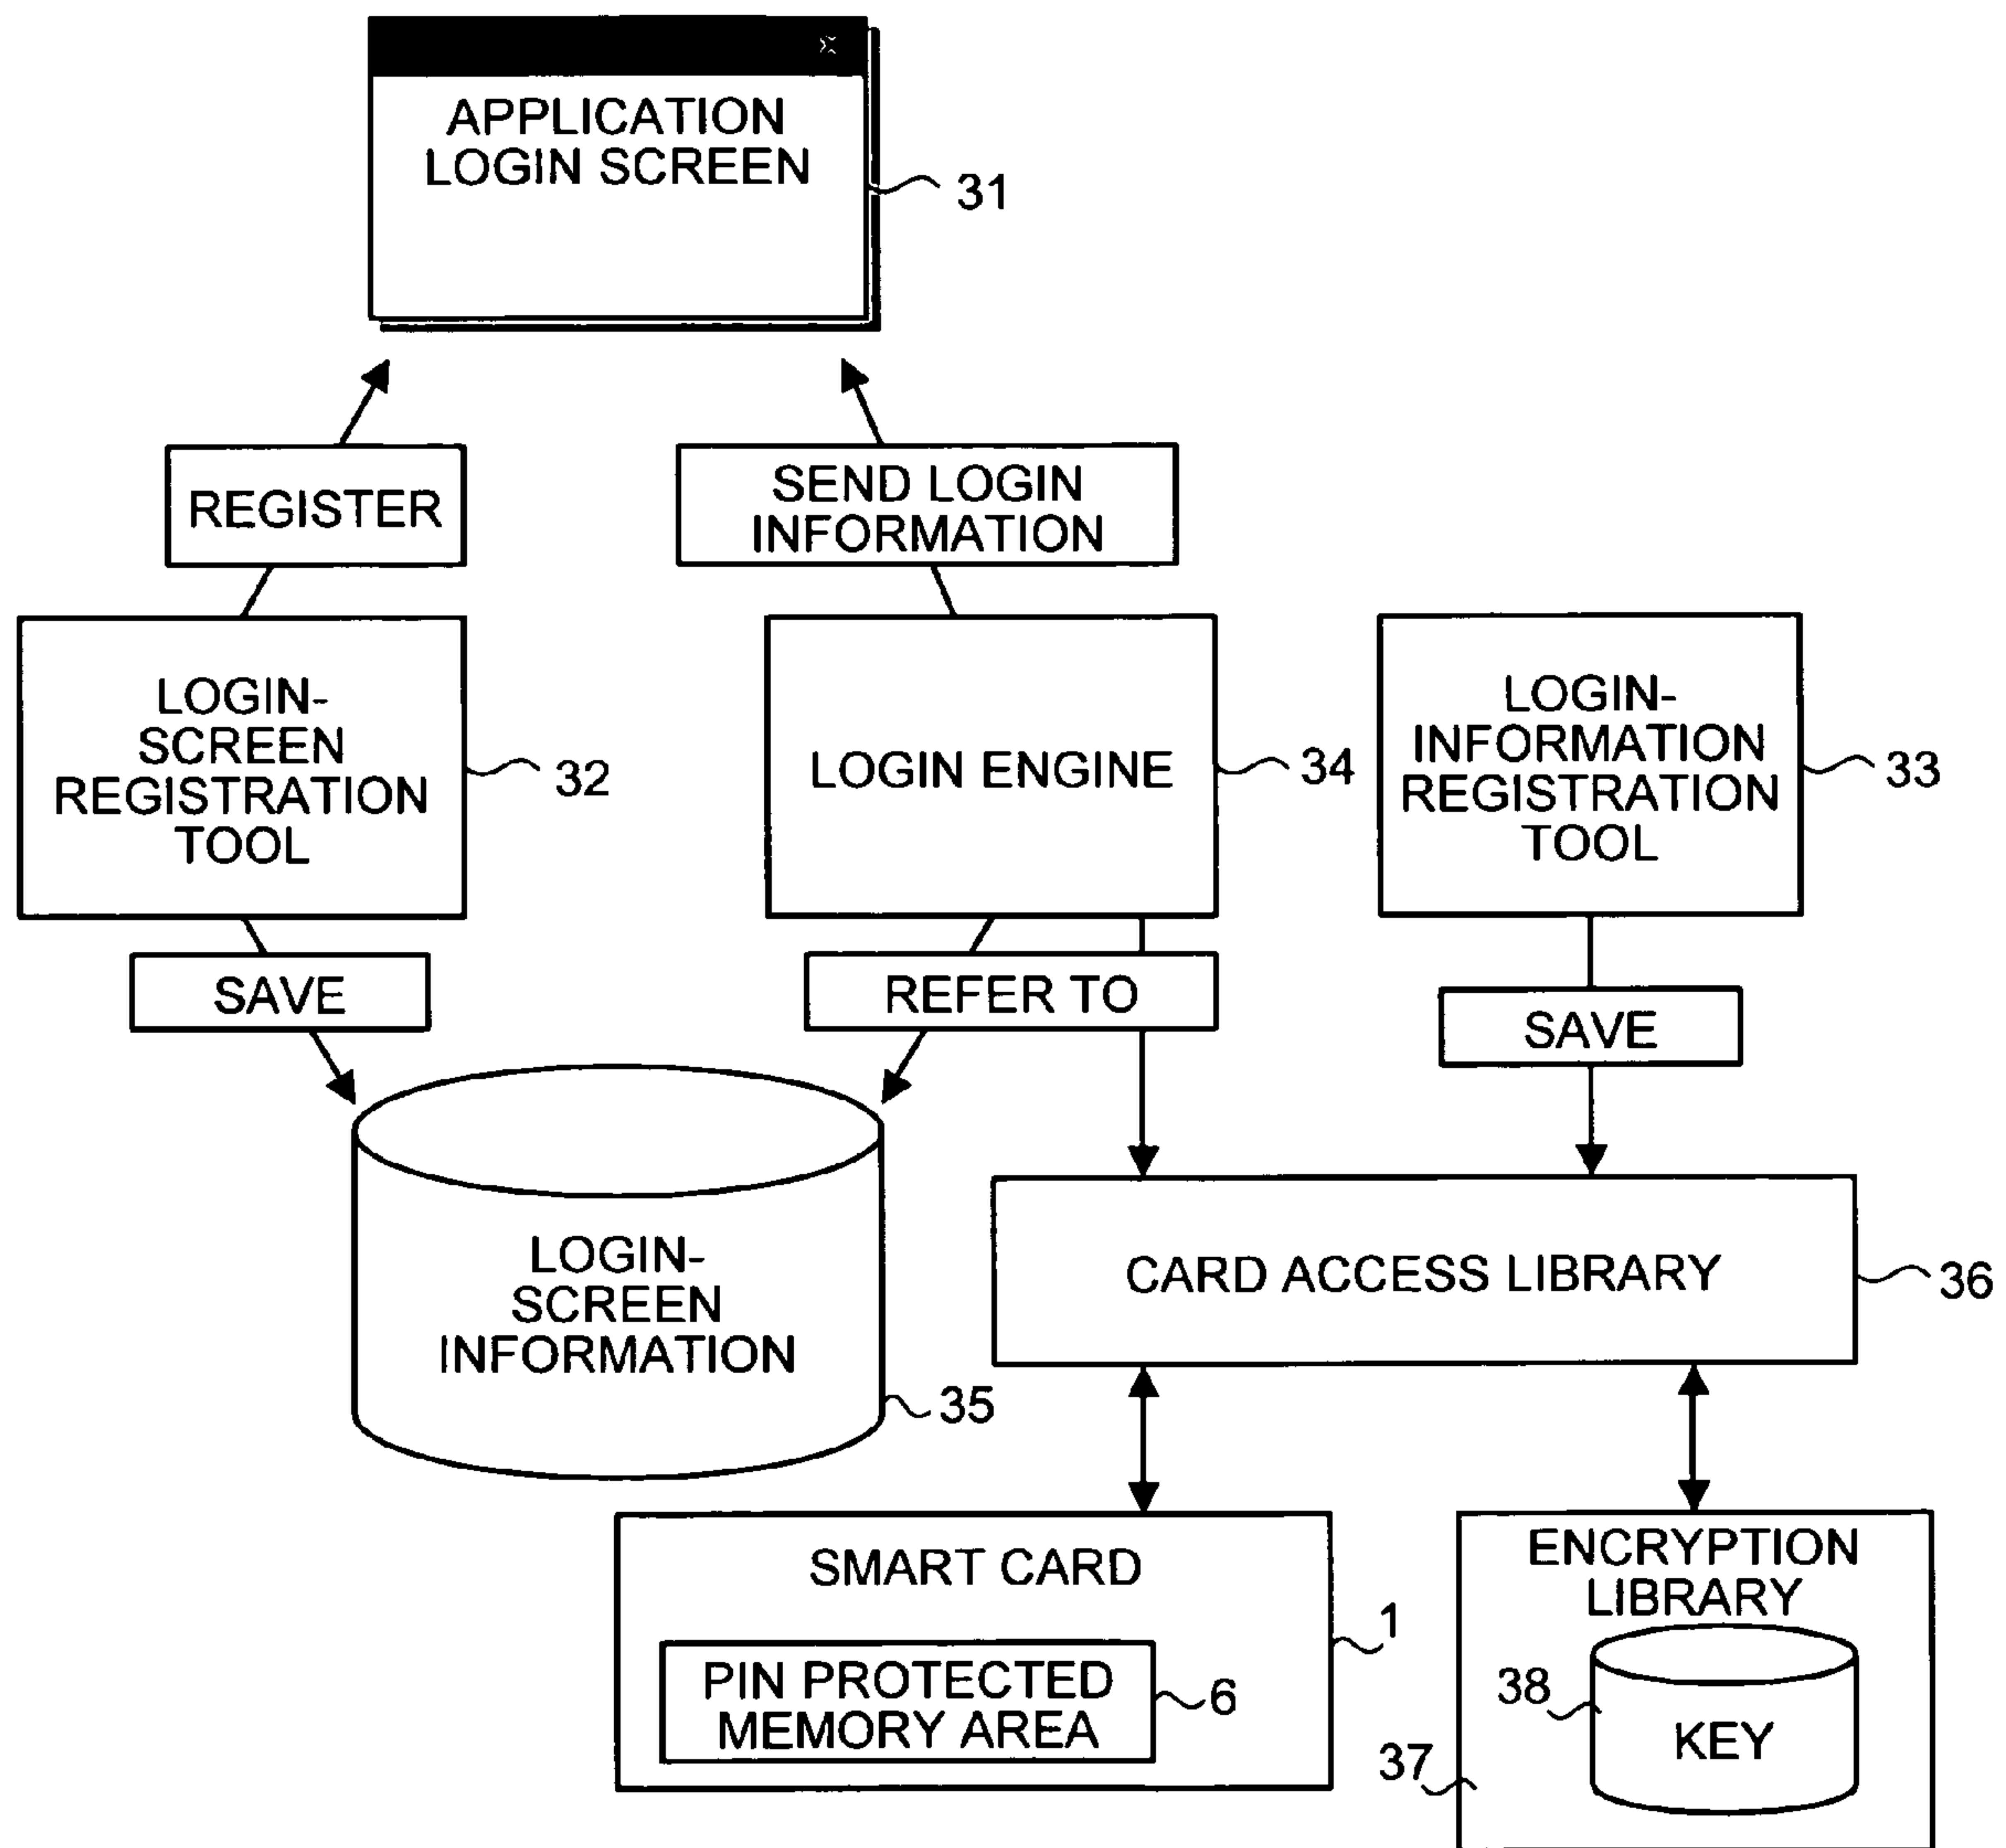 APPLICATION
LOGIN SCREEN
31
REGISTER
SEND LOGIN
INFORMATION
LOGIN-
SCREEN
REGISTRATION
TOOL
32
LOGIN ENGINE
34
LOGIN-
INFORMATION
REGISTRATION
TOOL
33
SAVE
REFER TO
SAVE
LOGIN-
SCREEN
INFORMATION
35
CARD ACCESS LIBRARY
36
SMART CARD
1
PIN PROTECTED
MEMORY AREA
6
ENCRYPTION
LIBRARY
38
KEY
37